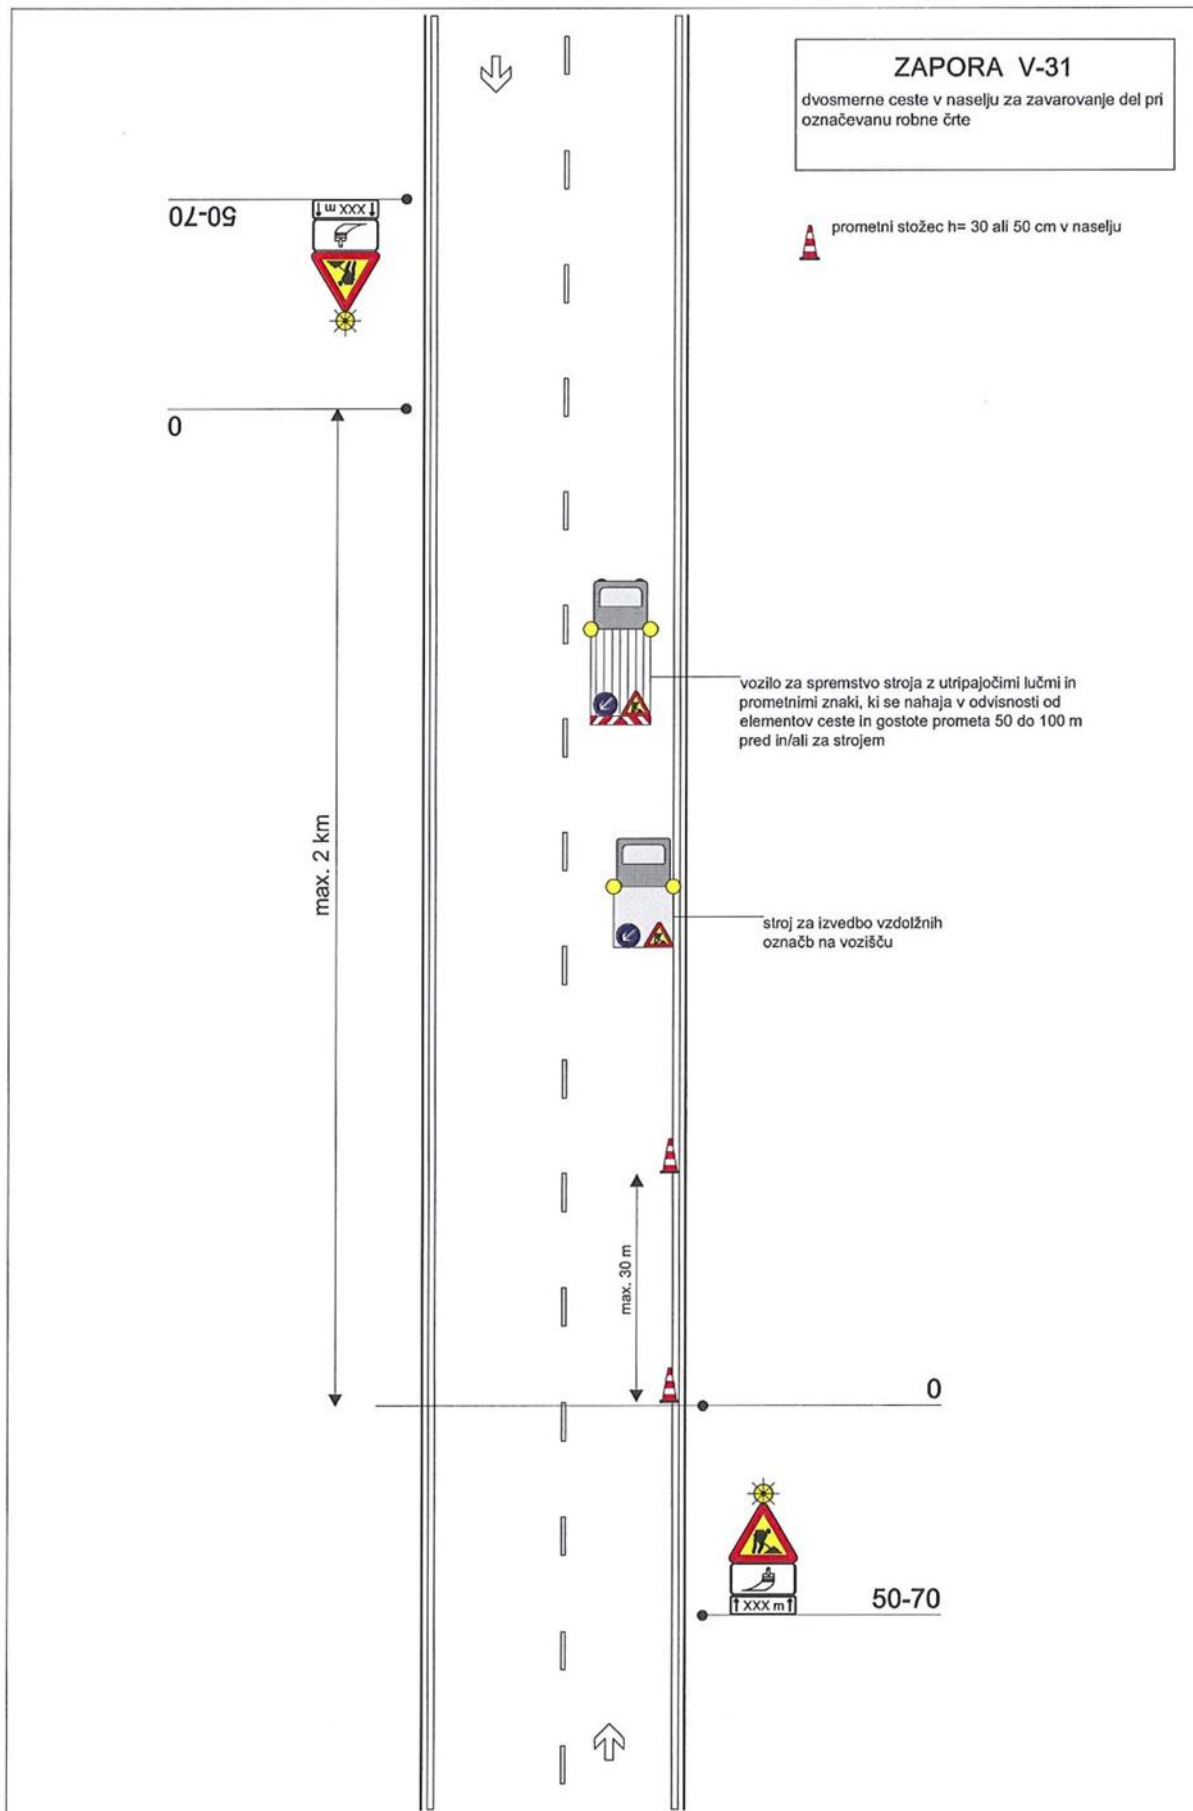 ZAPORA V-31
dvosmerne ceste v naselju za zavarovanje del pri
označevanu robne črte
prometni stožec h= 30 ali 50 cm v naselju
50-70
↓ XXX m ↓
0
max. 2 km
vozilo za spremstvo stroja z utripajočimi lučmi in
prometnimi znaki, ki se nahaja v odvisnosti od
elementov ceste in gostote prometa 50 do 100 m
pred in/ali za strojem
stroj za izvedbo vzdolžnih
označb na vozišču
max. 30 m
0
↑ XXX m ↑
50-70